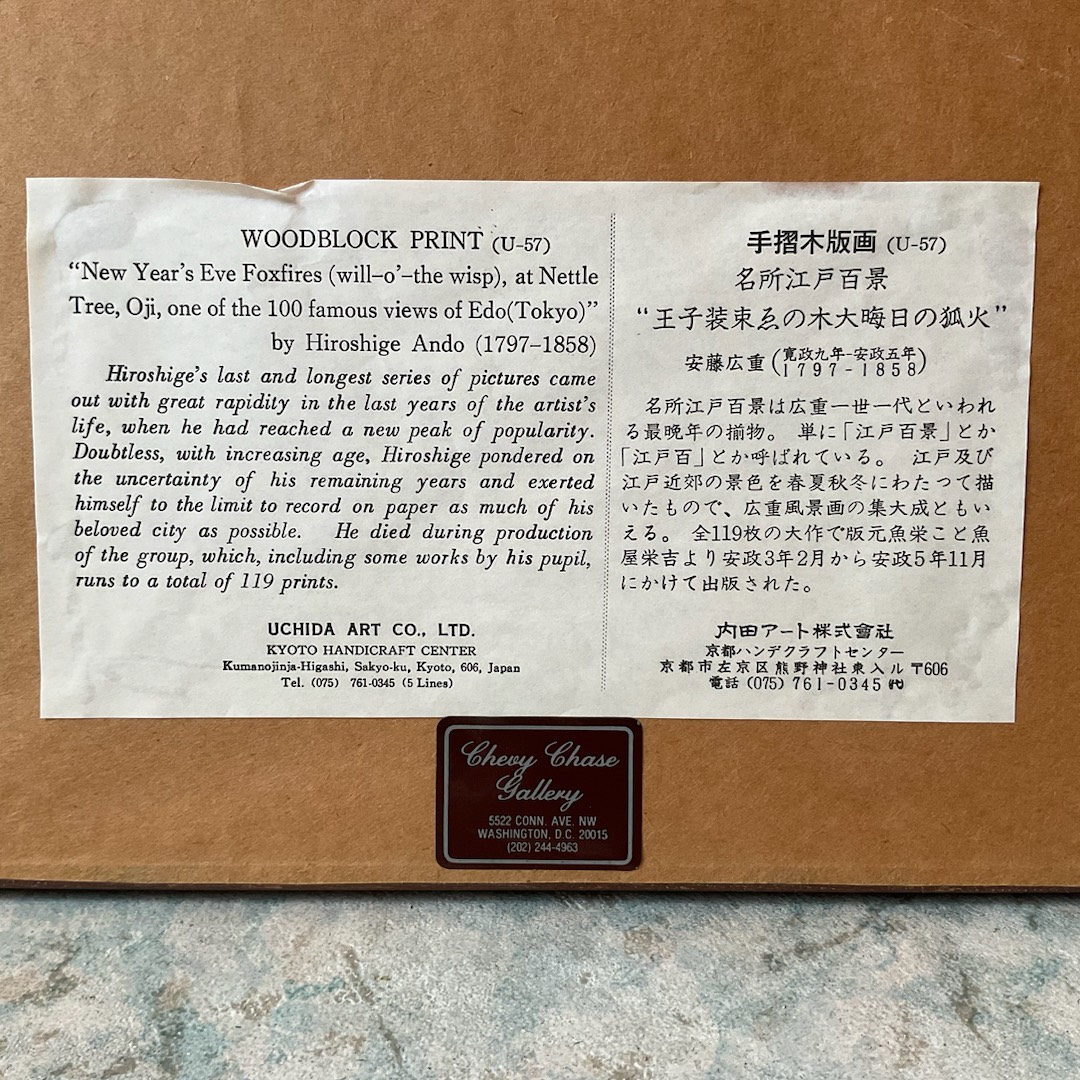 WOODBLOCK PRINT (U-57)
“New Year's Eve Foxfires (will-o'-the wisp), at Nettle
Tree, Oji, one of the 100 famous views of Edo(Tokyo)”
by Hiroshige Ando (1797-1858)
Hiroshige's last and longest series of pictures came
out with great rapidity in the last years of the artist's
life, when he had reached a new peak of popularity.
Doubtless, with increasing age, Hiroshige pondered on
the uncertainty of his remaining years and exerted
himself to the limit to record on paper as much of his
beloved city as possible. He died during production
of the group, which, including some works by his pupil,
runs to a total of 119 prints.
UCHIDA ART CO., LTD.
KYOTO HANDICRAFT CENTER
Kumanojinja-Higashi, Sakyo-ku, Kyoto, 606, Japan
Tel. (075) 761-0345 (5 Lines)
手摺木版画 (U-57)
名所江戸百景
“王子装束ゑの木大晦日の狐火”
安藤広重 (寛政九年-安政五年
1797-1858)
名所江戸百景は広重一世一代といわれ
る最晩年の揃物。 単に「江戸百景」とか
「江戸百」とか呼ばれている。 江戸及び
江戸近郊の景色を春夏秋冬にわたつて描
いたもので、広重風景画の集大成ともい
える。 全119枚の大作で版元魚栄こと魚
屋栄吉より安政3年2月から安政5年11月
にかけて出版された。
内田アート株式會社
京都ハンデクラフトセンター
京都市左京区熊野神社東入ル 〒606
電話 (075) 761-0345 ㈹
Chevy Chase
Gallery
5522 CONN. AVE. NW
WASHINGTON, D.C. 20015
(202) 244-4963